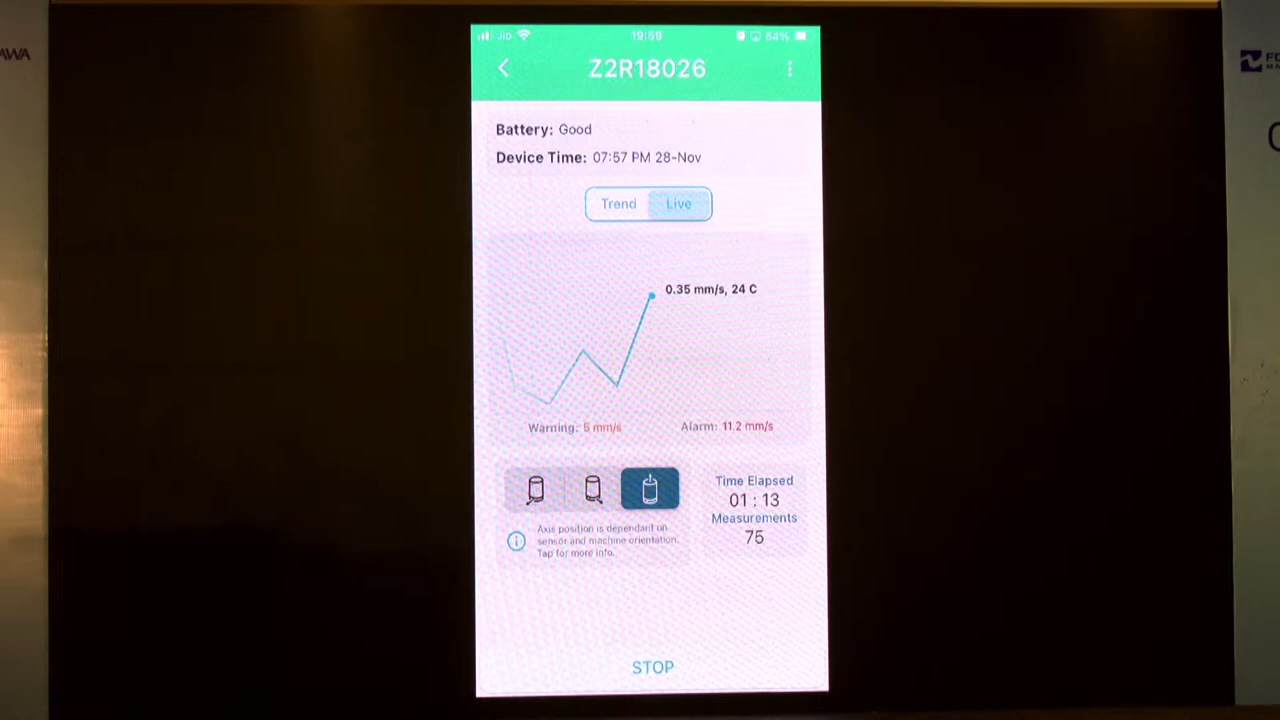 AWA
Jio 19:59 64%
Z2R18026
Battery: Good
Device Time: 07:57 PM 28-Nov
Trend Live
0.35 mm/s, 24 C
Warning: 5 mm/s Alarm: 11.2 mm/s
Time Elapsed
01 : 13
Measurements
75
Axis position is dependant on
sensor and machine orientation.
Tap for more info.
STOP